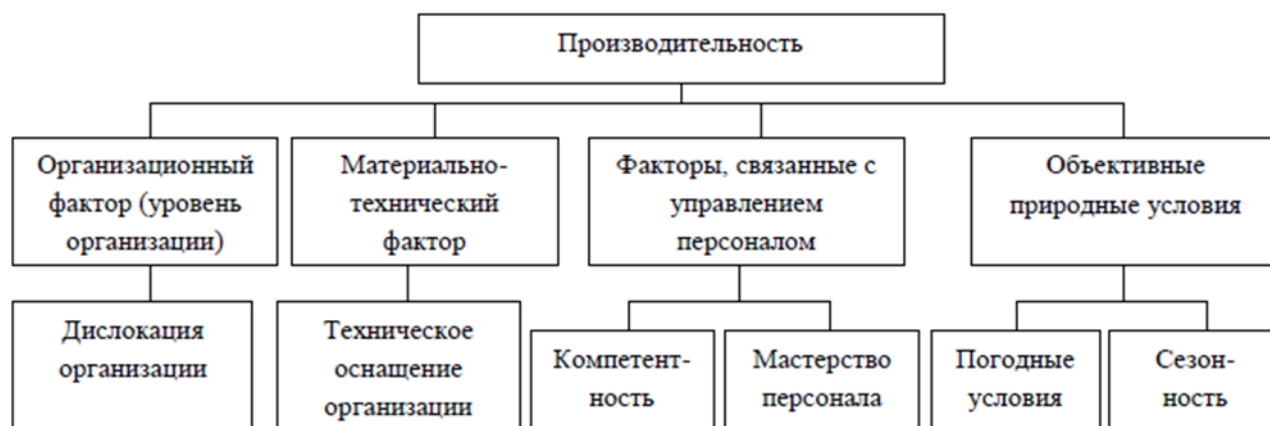 Производительность
Организационный
фактор (уровень
организации)
Материально-
технический
фактор
Факторы, связанные с
управлением
персоналом
Объективные
природные условия
Дислокация
организации
Техническое
оснащение
организации
Компетент-
ность
Мастерство
персонала
Погодные
условия
Сезон-
ность